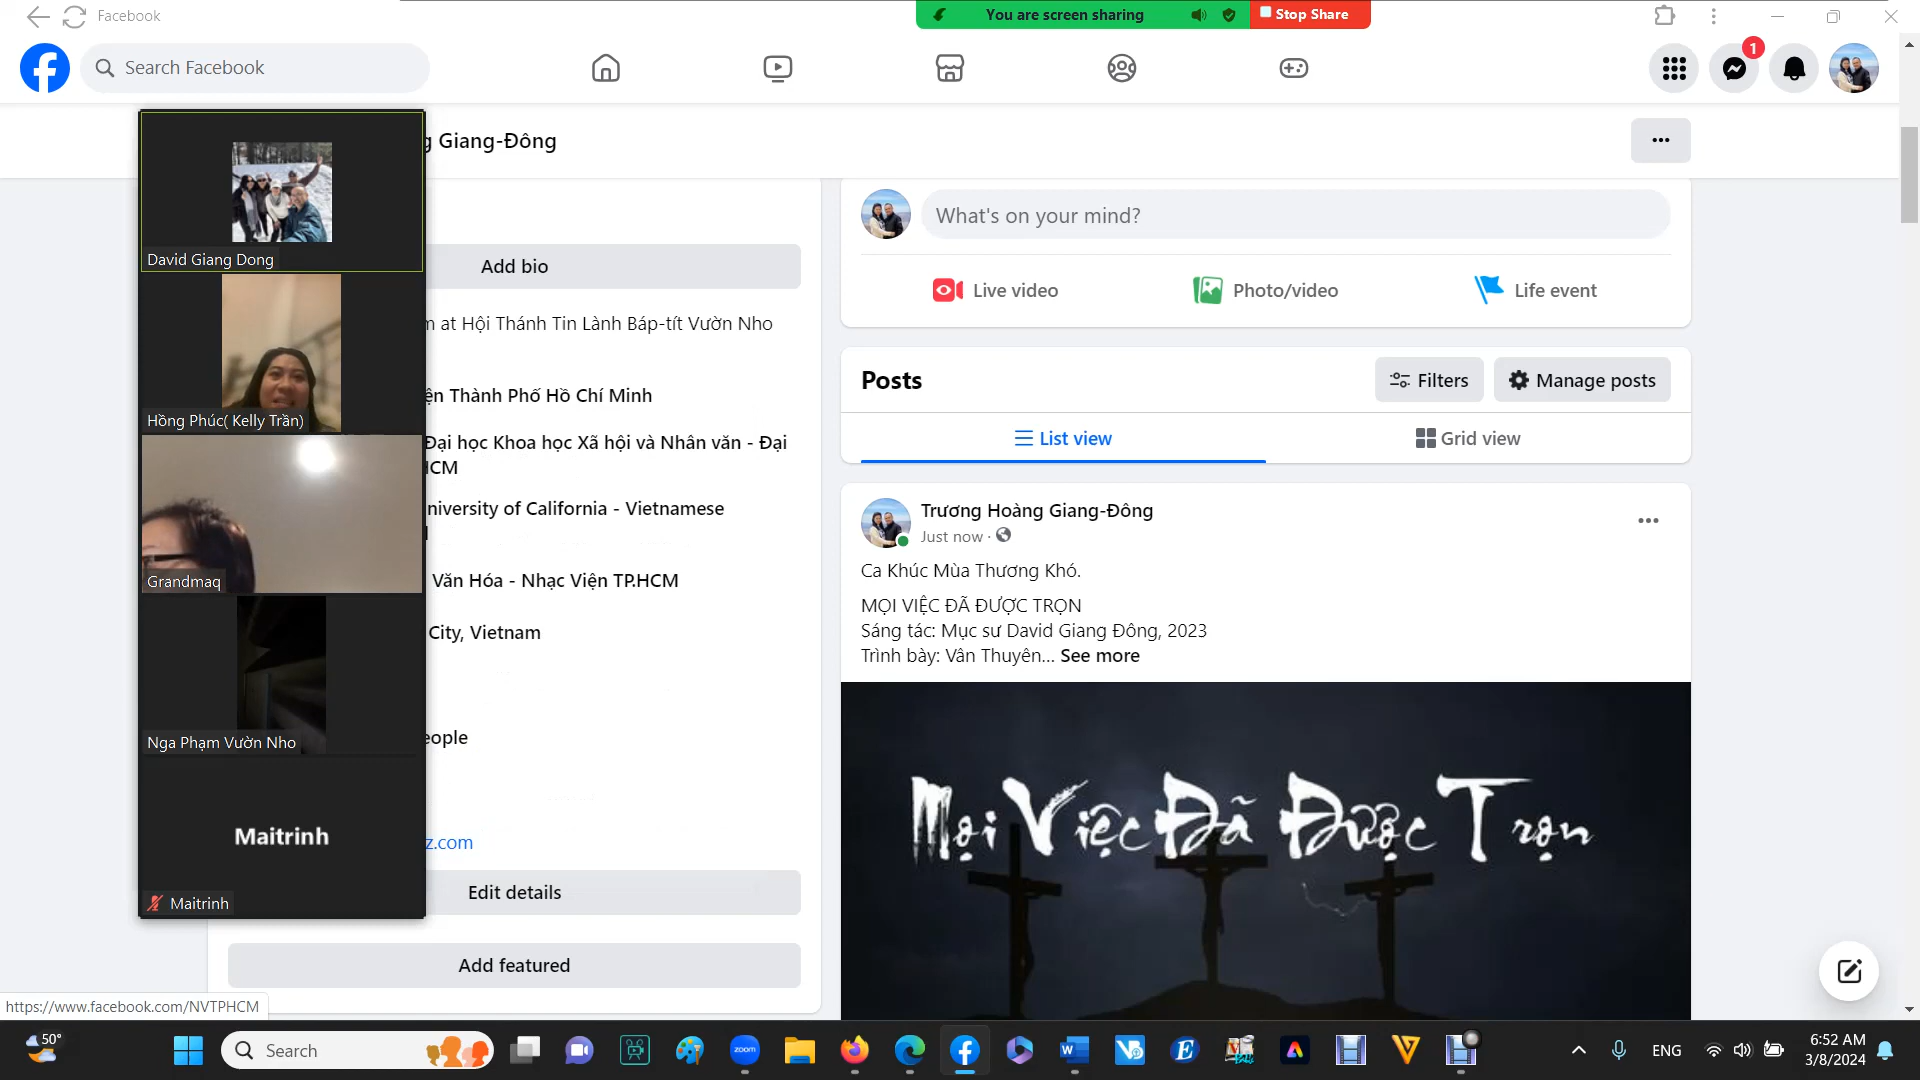 Facebook
You are screen sharing
Stop Share
Search Facebook
1
g Giang-Đông
David Giang Dong
Hồng Phúc( Kelly Trần)
Grandmaq
Nga Phạm Vườn Nho
Maitrinh
Maitrinh
Add bio
m at Hội Thánh Tin Lành Báp-tít Vườn Nho
ện Thành Phố Hồ Chí Minh
Đại học Khoa học Xã hội và Nhân văn - Đại
HCM
niversity of California - Vietnamese
Văn Hóa - Nhạc Viện TP.HCM
City, Vietnam
eople
z.com
Edit details
Add featured
What's on your mind?
Live video
Photo/video
Life event
Posts
Filters
Manage posts
List view
Grid view
Trương Hoàng Giang-Đông
Just now ·
Ca Khúc Mùa Thương Khó.
MỌI VIỆC ĐÃ ĐƯỢC TRỌN
Sáng tác: Mục sư David Giang Đông, 2023
Trình bày: Vân Thuyên... See more
Mọi Việc Đã Được Trọn
https://www.facebook.com/NVTPHCM
50°
Search
zoom
ENG
6:52 AM
3/8/2024